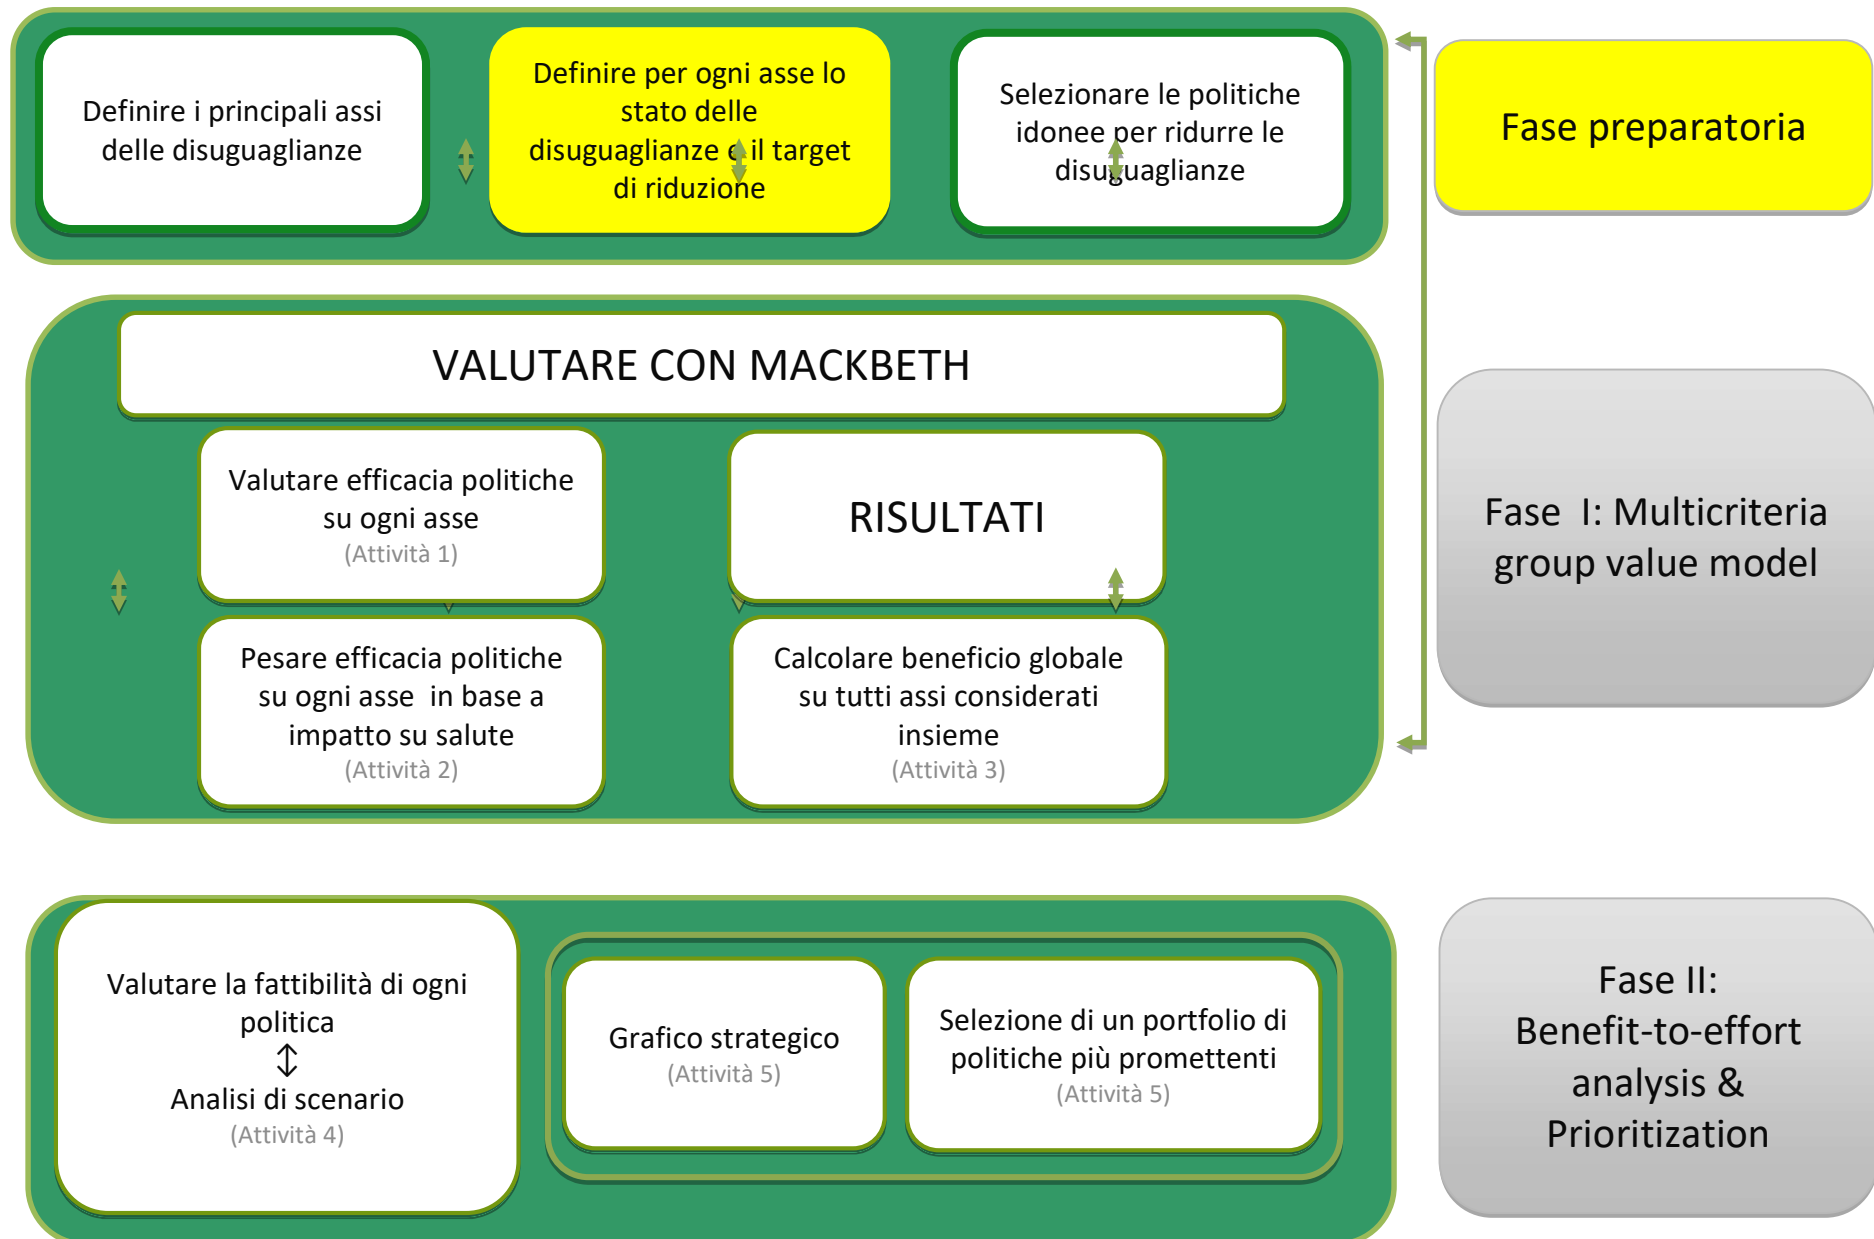 Definire i principali assi
delle disuguaglianze
Definire per ogni asse lo
stato delle
disuguaglianze e il target
di riduzione
Selezionare le politiche
idonee per ridurre le
disuguaglianze
Fase preparatoria
VALUTARE CON MACKBETH
Valutare efficacia politiche
su ogni asse
(Attività 1)
RISULTATI
Pesare efficacia politiche
su ogni asse  in base a
impatto su salute
(Attività 2)
Calcolare beneficio globale
su tutti assi considerati
insieme
(Attività 3)
Fase  I: Multicriteria
group value model
Valutare la fattibilità di ogni
politica
↕
Analisi di scenario
(Attività 4)
Grafico strategico
(Attività 5)
Selezione di un portfolio di
politiche più promettenti
(Attività 5)
Fase II:
Benefit-to-effort
analysis &
Prioritization